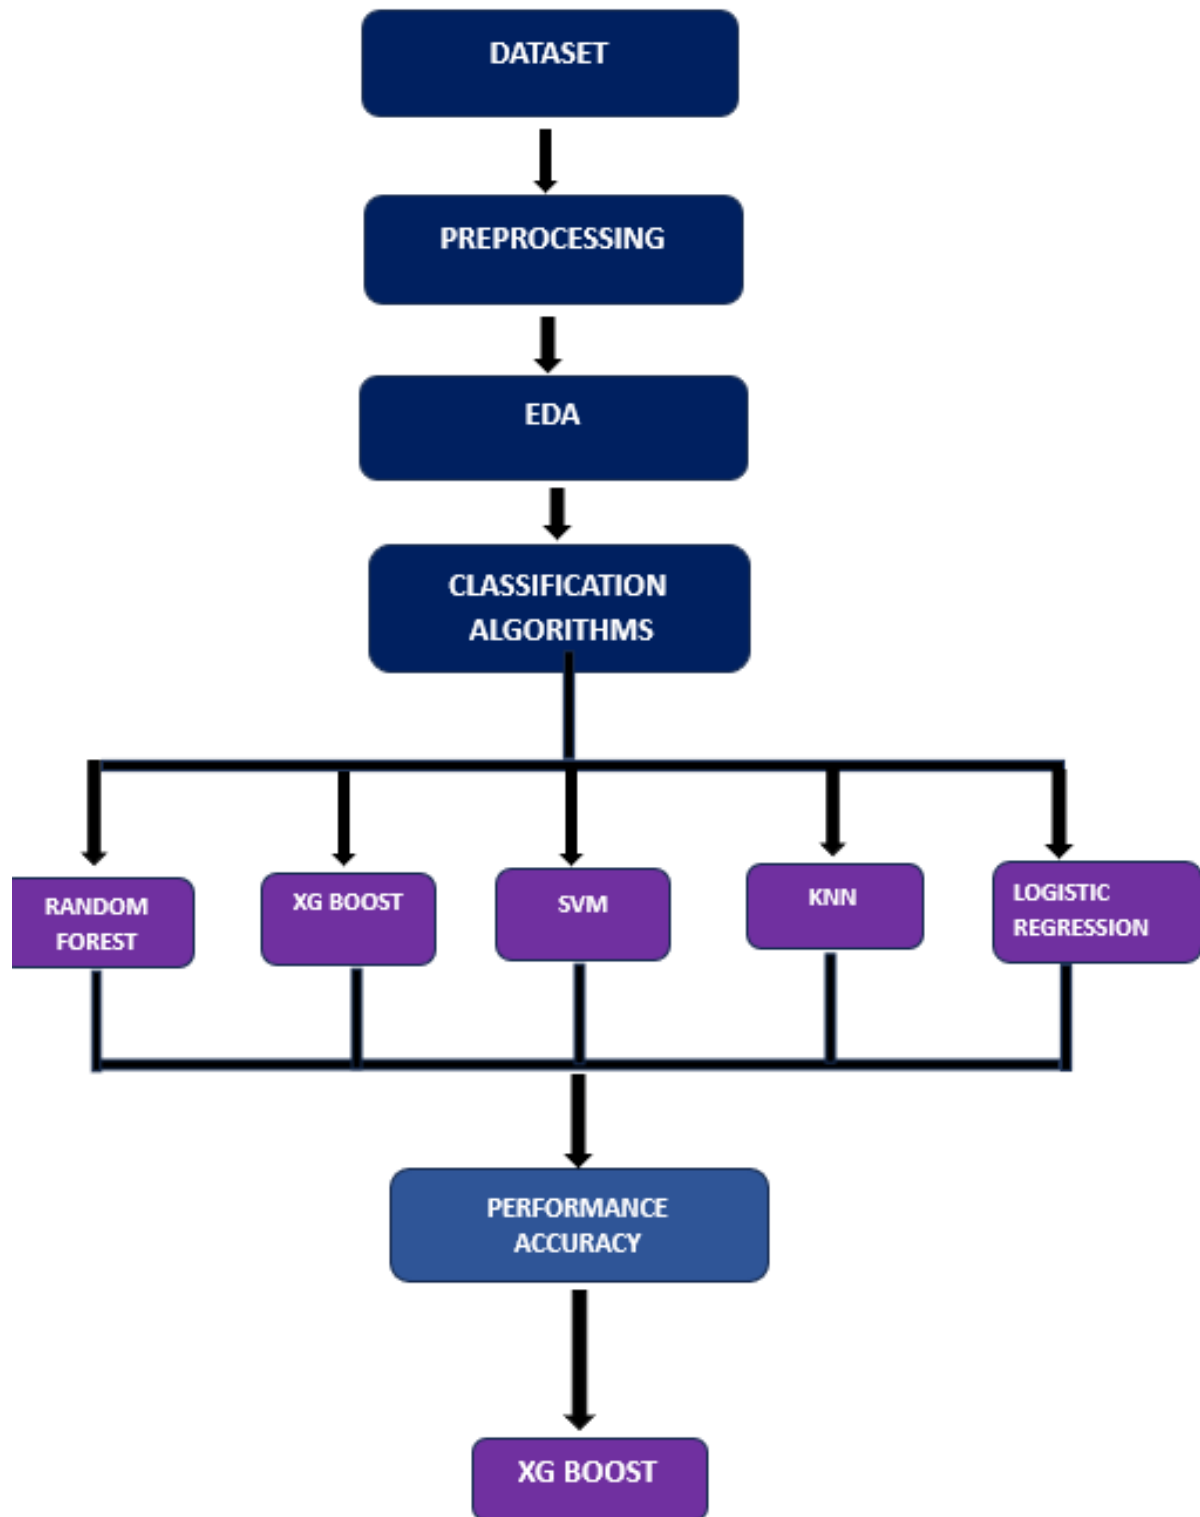 DATASET
PREPROCESSING
EDA
CLASSIFICATION
ALGORITHMS
RANDOM
FOREST
XG BOOST
SVM
KNN
LOGISTIC
REGRESSION
PERFORMANCE
ACCURACY
XG BOOST